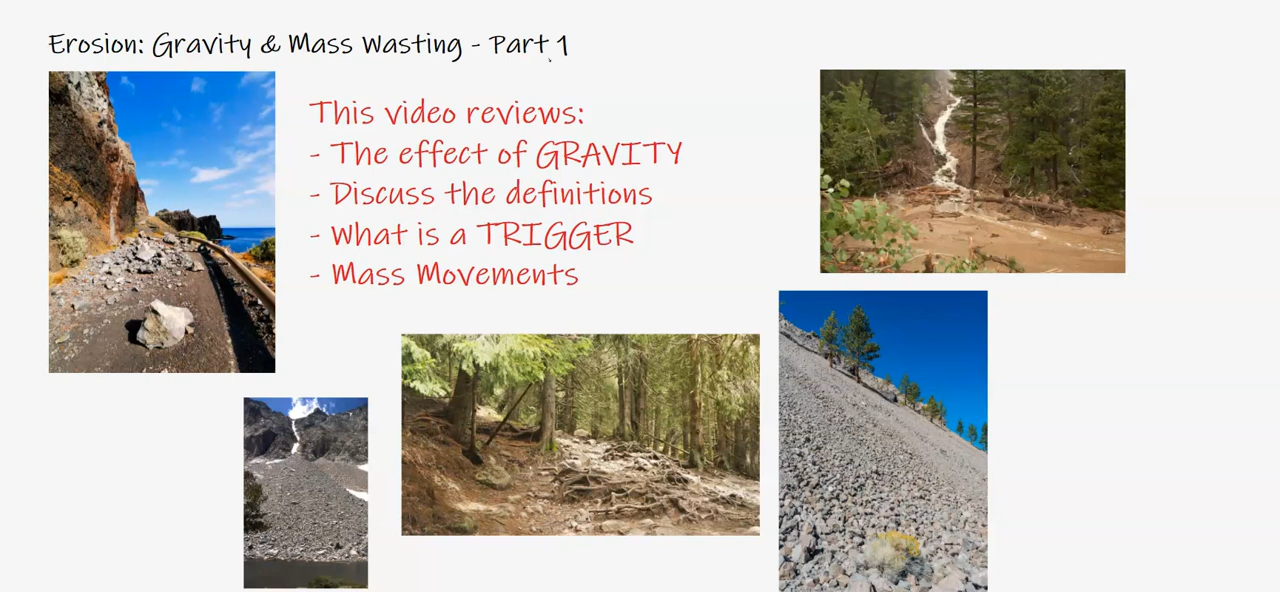 Erosion: Gravity & Mass Wasting - Part 1
This video reviews:
- The effect of GRAVITY
- Discuss the definitions
- What is a TRIGGER
- Mass Movements